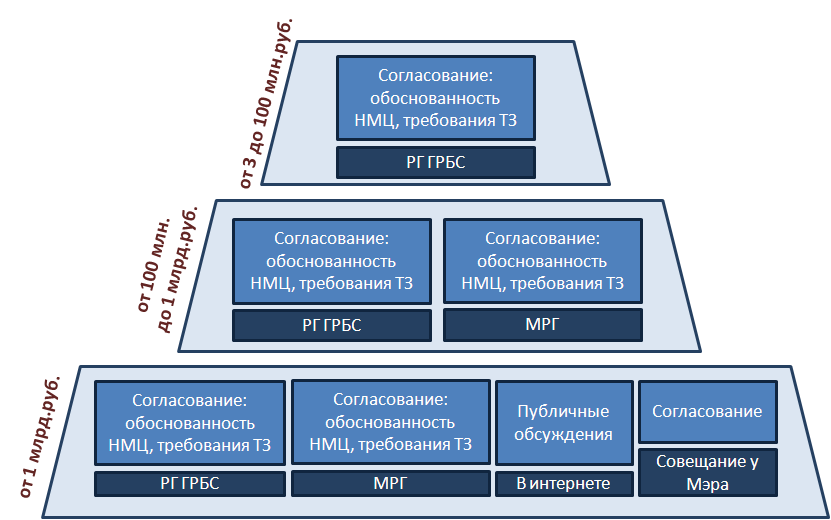 от 3 до 100 млн.руб.
Согласование:
обоснованность
НМЦ, требования ТЗ
РГ ГРБС
от 100 млн.
до 1 млрд.руб.
Согласование:
обоснованность
НМЦ, требования ТЗ
РГ ГРБС
Согласование:
обоснованность
НМЦ, требования ТЗ
МРГ
от 1 млрд.руб.
Согласование:
обоснованность
НМЦ, требования ТЗ
РГ ГРБС
Согласование:
обоснованность
НМЦ, требования ТЗ
МРГ
Публичные
обсуждения
В интернете
Согласование
Совещание у
Мэра